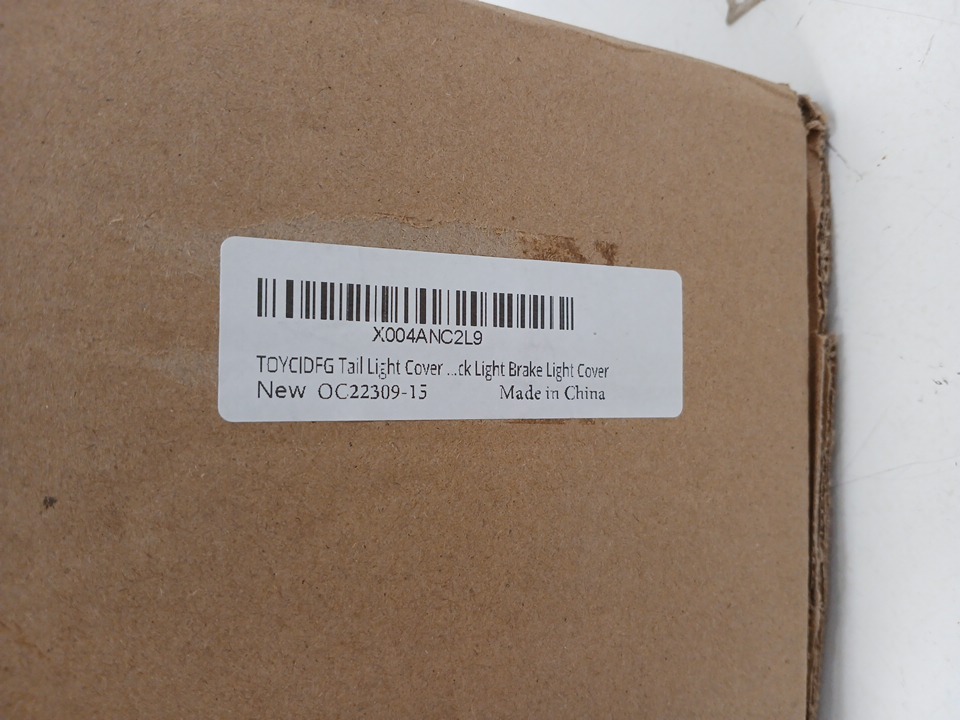 X004ANC2L9
TOYCIDFG Tail Light Cover ...ck Light Brake Light Cover
New OC22309-15 Made in China